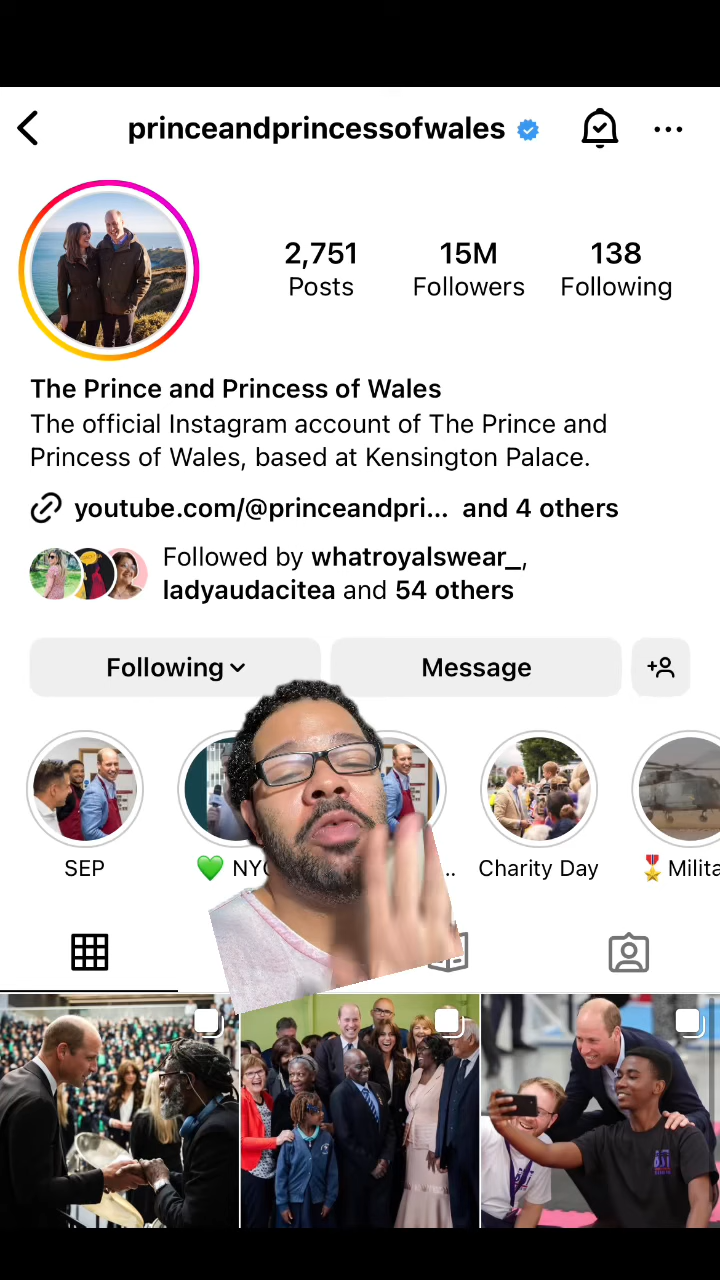 princeandprincessofwales
2,751 15M 138
Posts Followers Following
The Prince and Princess of Wales
The official Instagram account of The Prince and
Princess of Wales, based at Kensington Palace.
youtube.com/@princeandpri... and 4 others
Followed by whatroyalswear_,
ladyaudacitea and 54 others
Following Message
SEP 💚 NYC .. Charity Day 🎖️ Milita